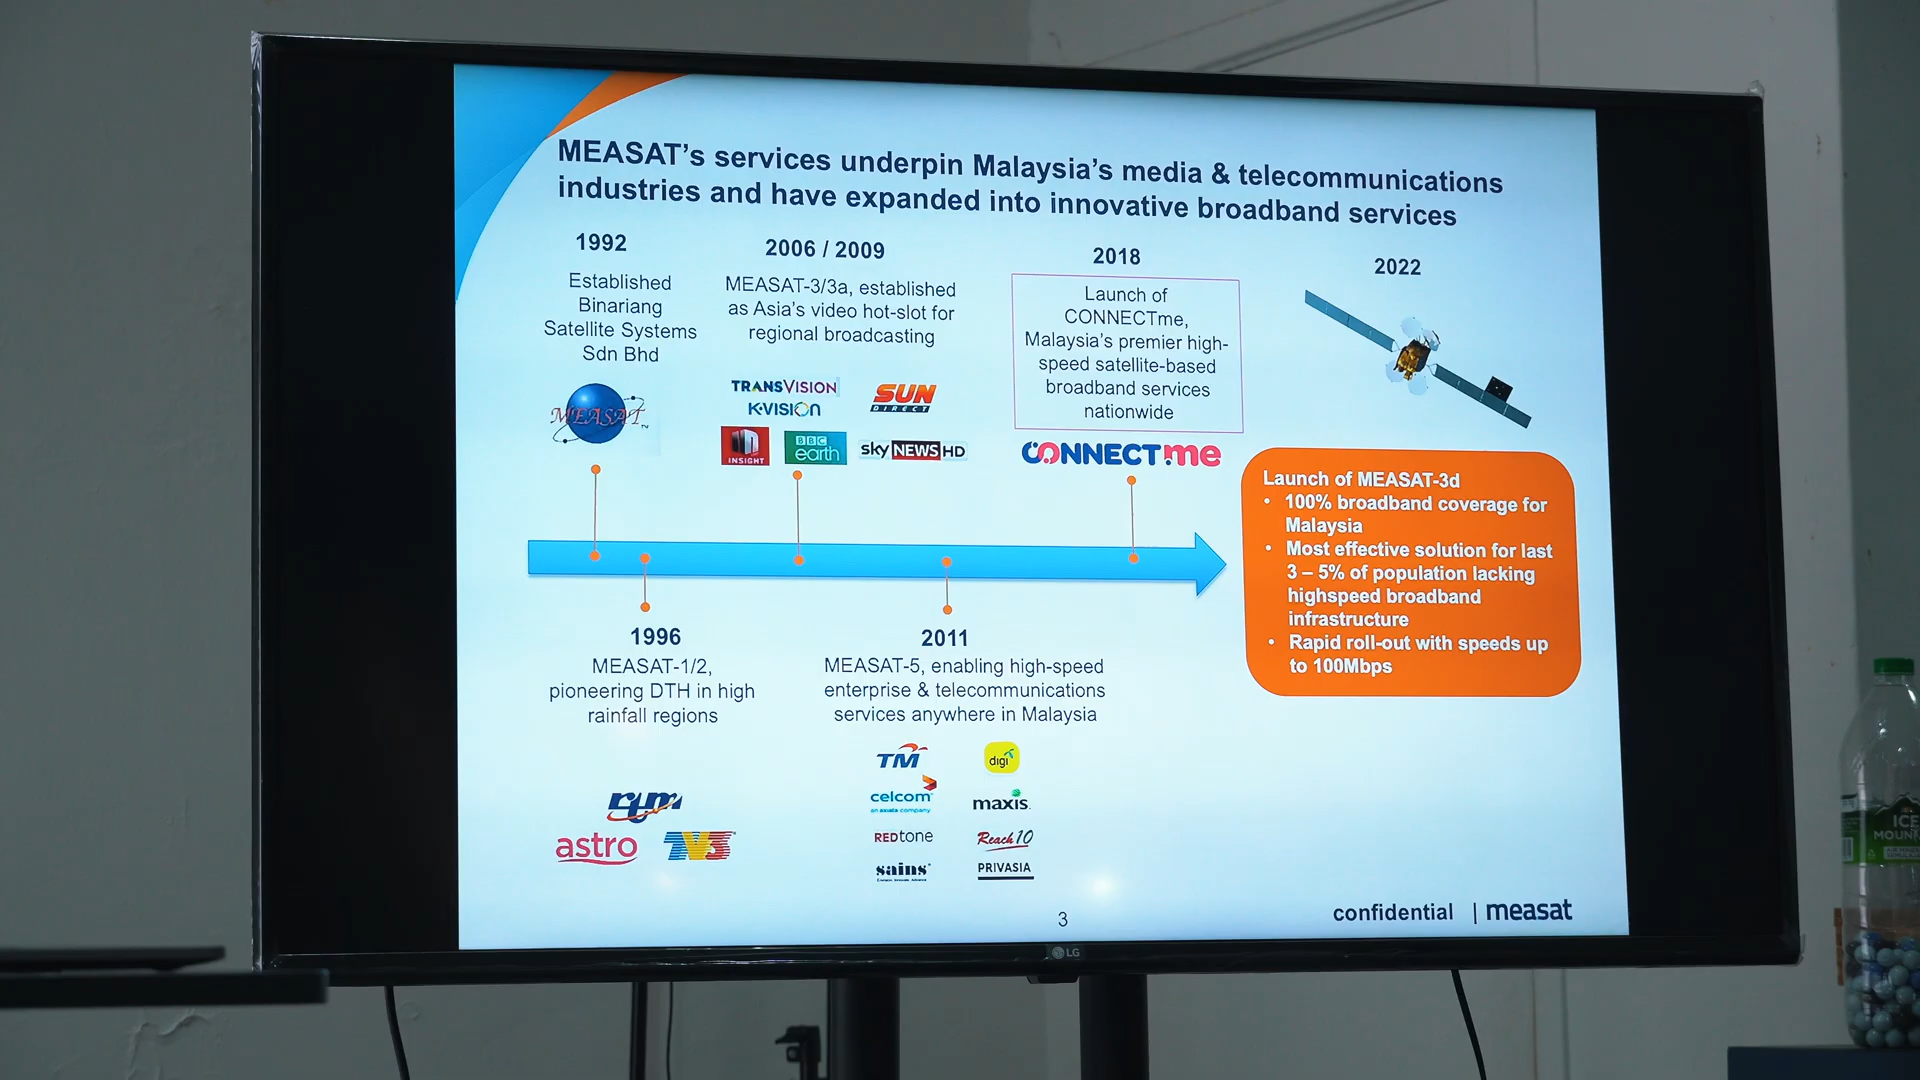 MEASAT's services underpin Malaysia's media & telecommunications
industries and have expanded into innovative broadband services
1992
Established
Binariang
Satellite Systems
Sdn Bhd
MEASAT
2006 / 2009
MEASAT-3/3a, established
as Asia's video hot-slot for
regional broadcasting
TRANSVISION
K-VISION
SUN
DIRECT
INSIGHT
BBC
earth
sky NEWS HD
2018
Launch of
CONNECTme,
Malaysia's premier high-
speed satellite-based
broadband services
nationwide
CONNECTme
2022
Launch of MEASAT-3d
• 100% broadband coverage for
Malaysia
• Most effective solution for last
3 – 5% of population lacking
highspeed broadband
infrastructure
• Rapid roll-out with speeds up
to 100Mbps
1996
MEASAT-1/2,
pioneering DTH in high
rainfall regions
rtm
astro
TV3
2011
MEASAT-5, enabling high-speed
enterprise & telecommunications
services anywhere in Malaysia
TM
digi
celcom
an axiata company
maxis
REDtone
Reach10
sains
PRIVASIA
3
confidential | measat
LG
ICE
MOUN